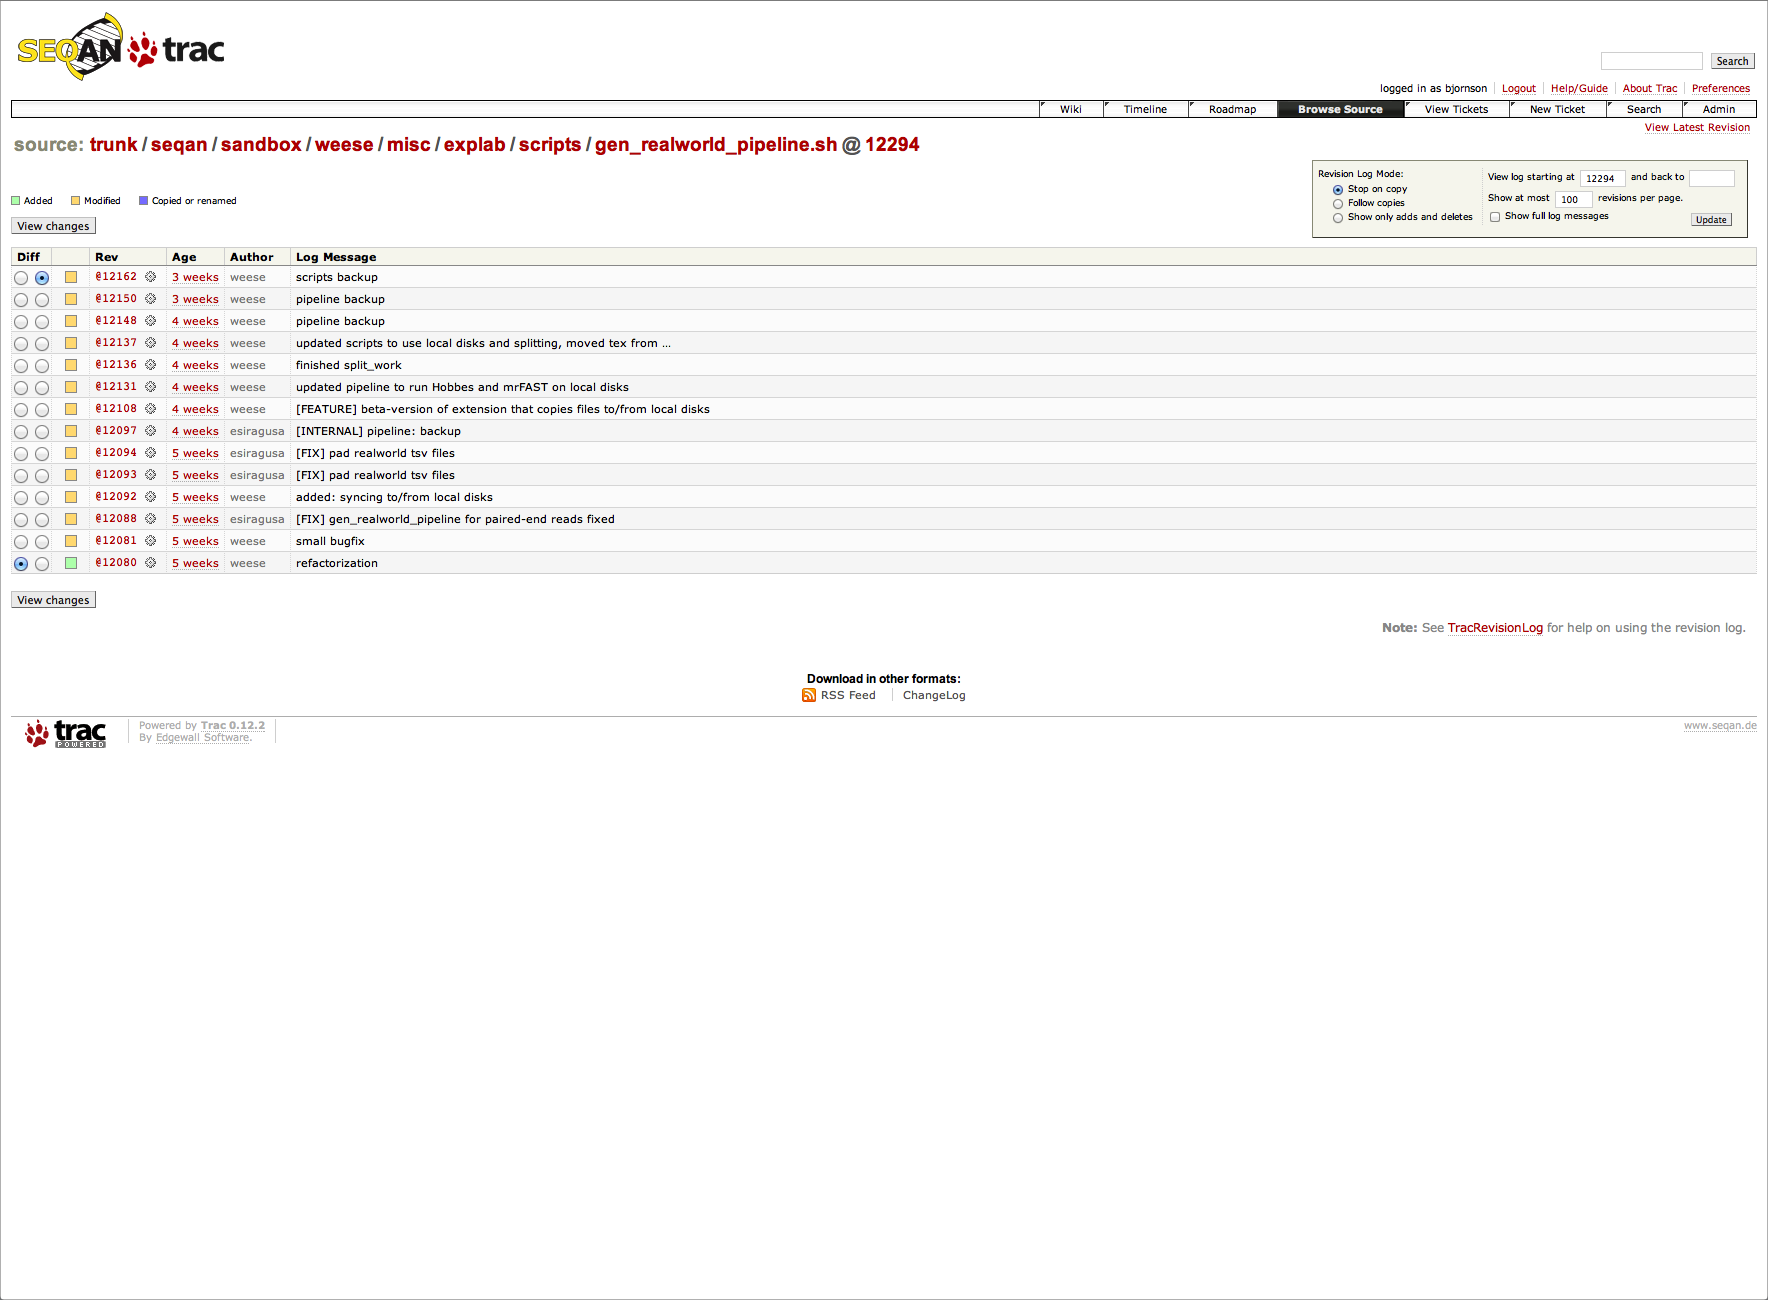 SEQAN trac
Search
logged in as bjornson Logout Help/Guide About Trac Preferences
Wiki Timeline Roadmap Browse Source View Tickets New Ticket Search Admin
View Latest Revision
source: trunk / seqan / sandbox / weese / misc / explab / scripts / gen_realworld_pipeline.sh @ 12294
Revision Log Mode:
Stop on copy
Follow copies
Show only adds and deletes
View log starting at 12294 and back to
Show at most 100 revisions per page.
Show full log messages
Update
Added Modified Copied or renamed
View changes
Diff Rev Age Author Log Message
@12162 3 weeks weese scripts backup
@12150 3 weeks weese pipeline backup
@12148 4 weeks weese pipeline backup
@12137 4 weeks weese updated scripts to use local disks and splitting, moved tex from ...
@12136 4 weeks weese finished split_work
@12131 4 weeks weese updated pipeline to run Hobbes and mrFAST on local disks
@12108 4 weeks weese [FEATURE] beta-version of extension that copies files to/from local disks
@12097 4 weeks esiragusa [INTERNAL] pipeline: backup
@12094 5 weeks esiragusa [FIX] pad realworld tsv files
@12093 5 weeks esiragusa [FIX] pad realworld tsv files
@12092 5 weeks weese added: syncing to/from local disks
@12088 5 weeks esiragusa [FIX] gen_realworld_pipeline for paired-end reads fixed
@12081 5 weeks weese small bugfix
@12080 5 weeks weese refactorization
View changes
Note: See TracRevisionLog for help on using the revision log.
Download in other formats:
RSS Feed ChangeLog
trac POWERED
Powered by Trac 0.12.2
By Edgewall Software.
www.seqan.de